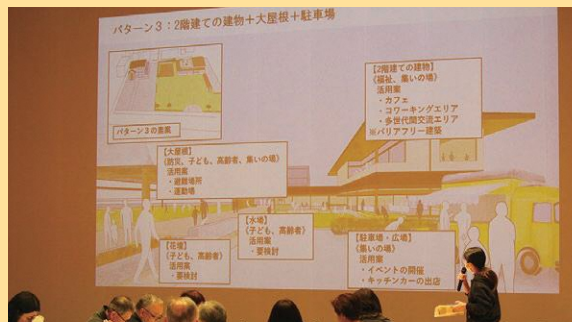 パターン3：2階建ての建物＋大屋根＋駐車場
【2階建ての建物】
(福祉、集いの場)
活用案
・カフェ
・コワーキングエリア
・多世代間交流エリア
※バリアフリー建築
パターン3の素案
【大屋根】
(防災、子ども、高齢者、集いの場)
活用案
・避難場所
・運動場
【水場】
(子ども、高齢者)
活用案
・要検討
【花壇】
(子ども、高齢者)
活用案
・要検討
【駐車場・広場】
(集いの場)
活用案
・イベントの開催
・キッチンカーの出店